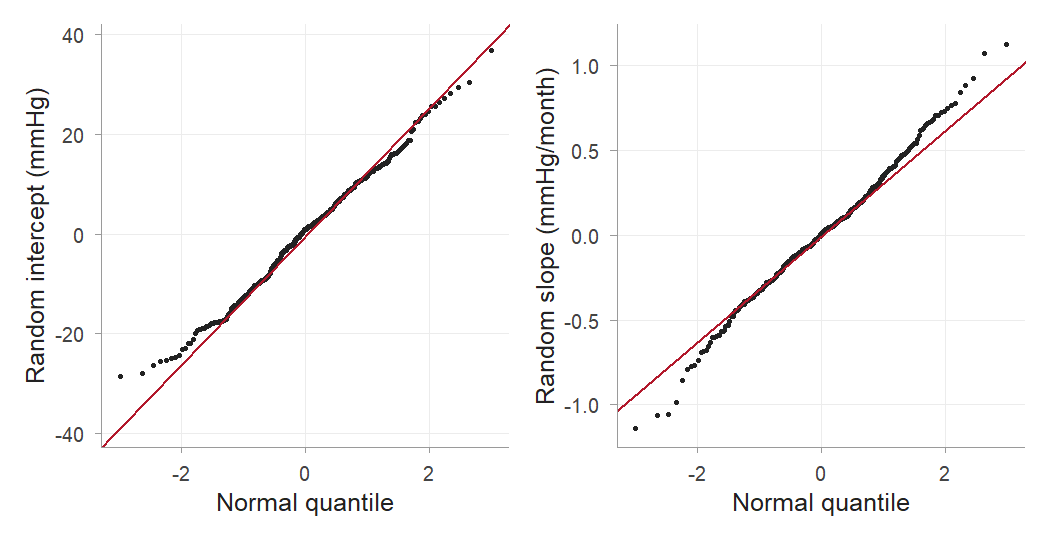 Random intercept (mmHg)
40
20
0
-20
-40
-2 0 2
Normal quantile
Random slope (mmHg/month)
1.0
0.5
0.0
-0.5
-1.0
-2 0 2
Normal quantile